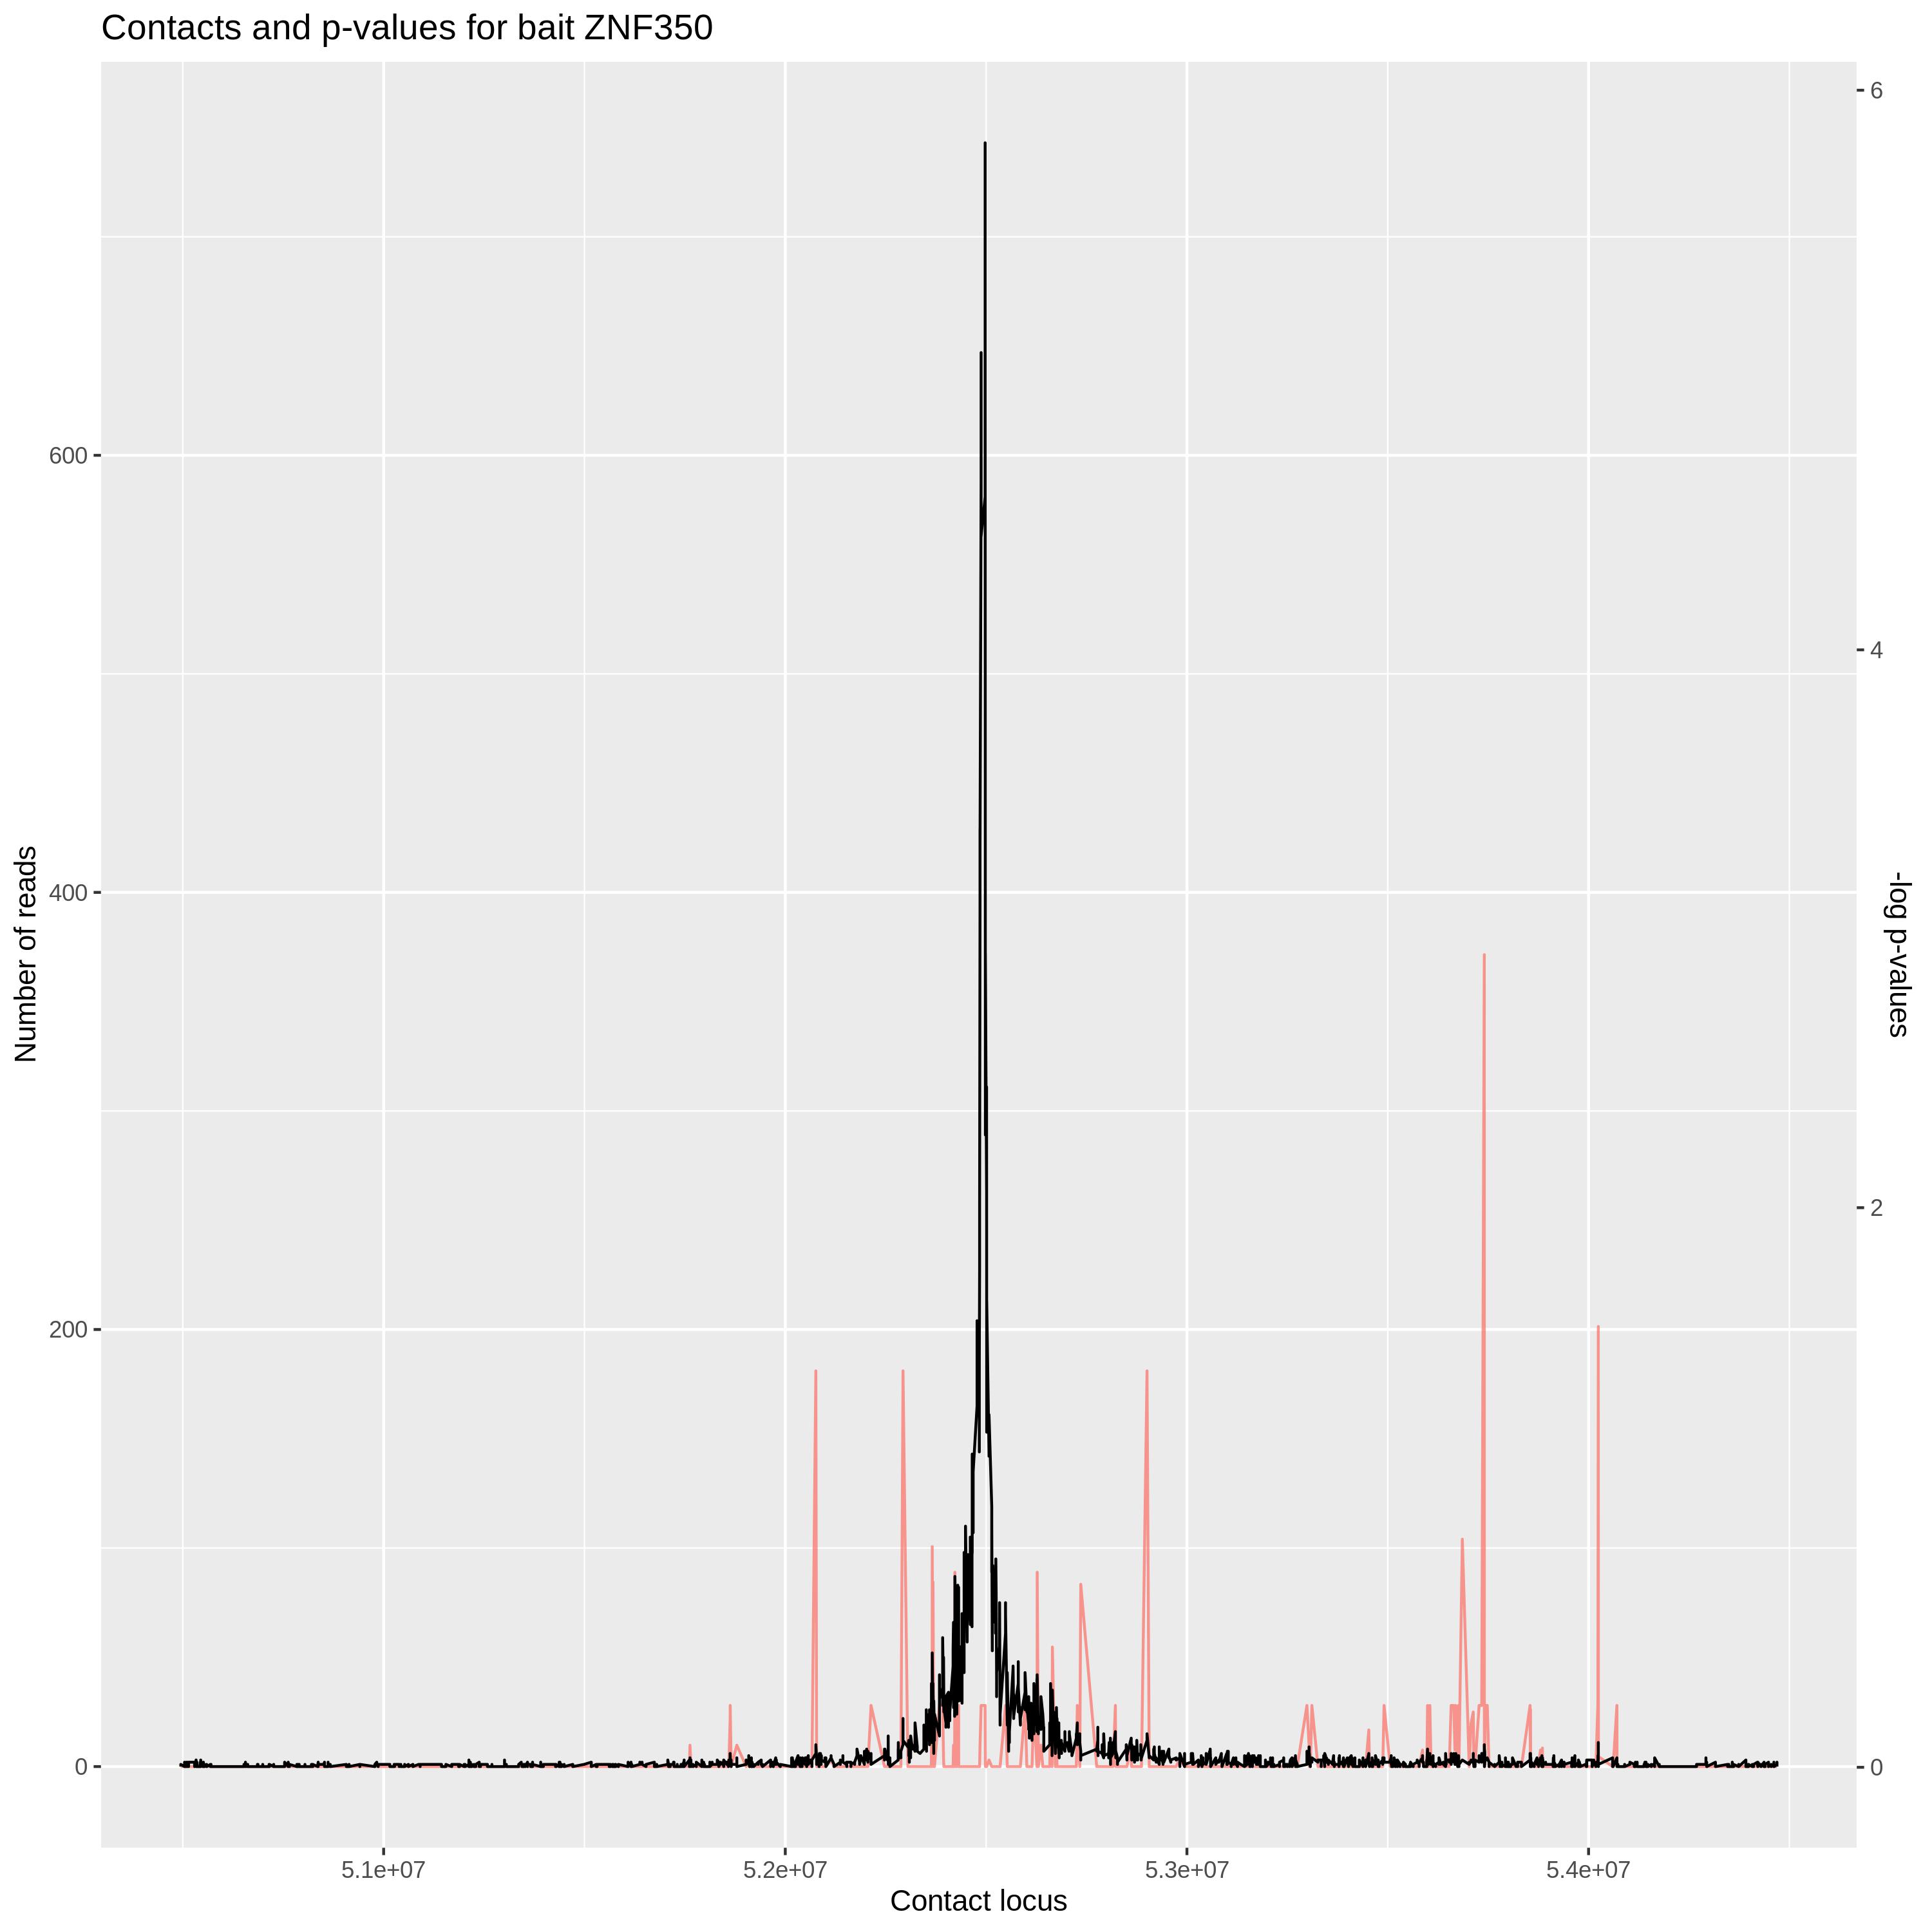 Contacts and p-values for bait ZNF350
Number of reads
600
400
200
0
6
4
2
0
-log p-values
5.1e+07
5.2e+07
5.3e+07
5.4e+07
Contact locus